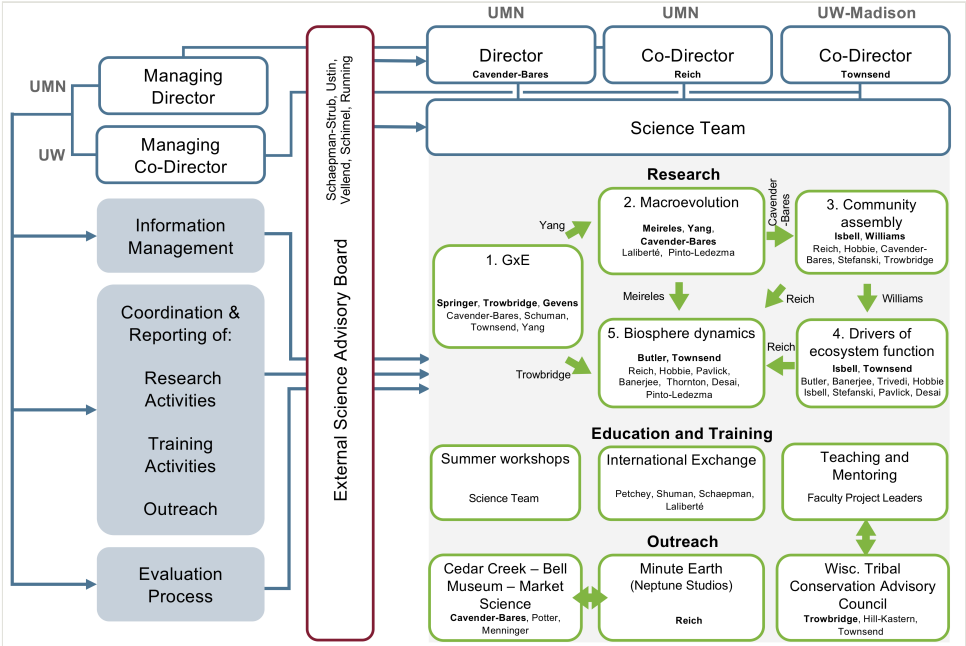 UMN
UMN
UW-Madison
Director
Cavender-Bares
Co-Director
Reich
Co-Director
Townsend
UMN
Managing
Director
UW
Managing
Co-Director
Information
Management
Coordination &
Reporting of:
Research
Activities
Training
Activities
Outreach
Evaluation
Process
External Science Advisory Board
Schaepman-Strub, Ustin,
Vellend, Schimel, Running
Science Team
Research
1. GxE
Springer, Trowbridge, Gevens
Cavender-Bares, Schuman,
Townsend, Yang
Yang
2. Macroevolution
Meireles, Yang,
Cavender-Bares
Laliberté, Pinto-Ledezma
Cavender
-Bares
3. Community
assembly
Isbell, Williams
Reich, Hobbie, Cavender-
Bares, Stefanski, Trowbridge
Meireles
Reich
Williams
Trowbridge
5. Biosphere dynamics
Butler, Townsend
Reich, Hobbie, Pavlick,
Banerjee, Thornton, Desai,
Pinto-Ledezma
Reich
4. Drivers of
ecosystem function
Isbell, Townsend
Butler, Banerjee, Trivedi, Hobbie
Isbell, Stefanski, Pavlick, Desai
Education and Training
Summer workshops
Science Team
International Exchange
Petchey, Shuman, Schaepman,
Laliberté
Teaching and
Mentoring
Faculty Project Leaders
Outreach
Cedar Creek – Bell
Museum – Market
Science
Cavender-Bares, Potter,
Menninger
Minute Earth
(Neptune Studios)
Reich
Wisc. Tribal
Conservation Advisory
Council
Trowbridge, Hill-Kastern,
Townsend